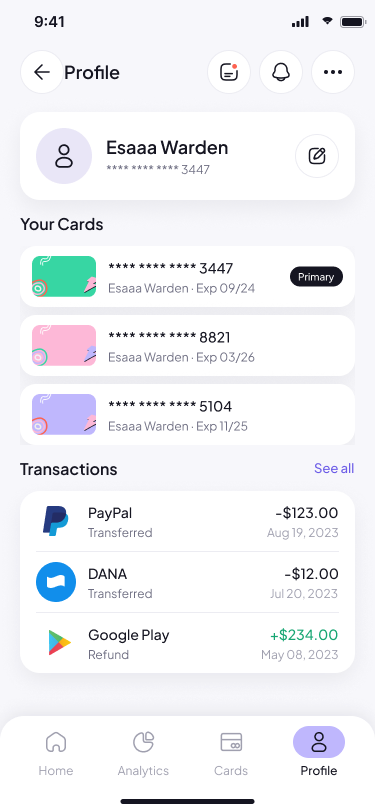 9:41
Profile
Esaaa Warden
**** **** **** 3447
Your Cards
**** **** **** 3447
Esaaa Warden · Exp 09/24
Primary
**** **** **** 8821
Esaaa Warden · Exp 03/26
**** **** **** 5104
Esaaa Warden · Exp 11/25
Transactions
See all
PayPal
-$123.00
Transferred
Aug 19, 2023
DANA
-$12.00
Transferred
Jul 20, 2023
Google Play
+$234.00
Refund
May 08, 2023
Home
Analytics
Cards
Profile